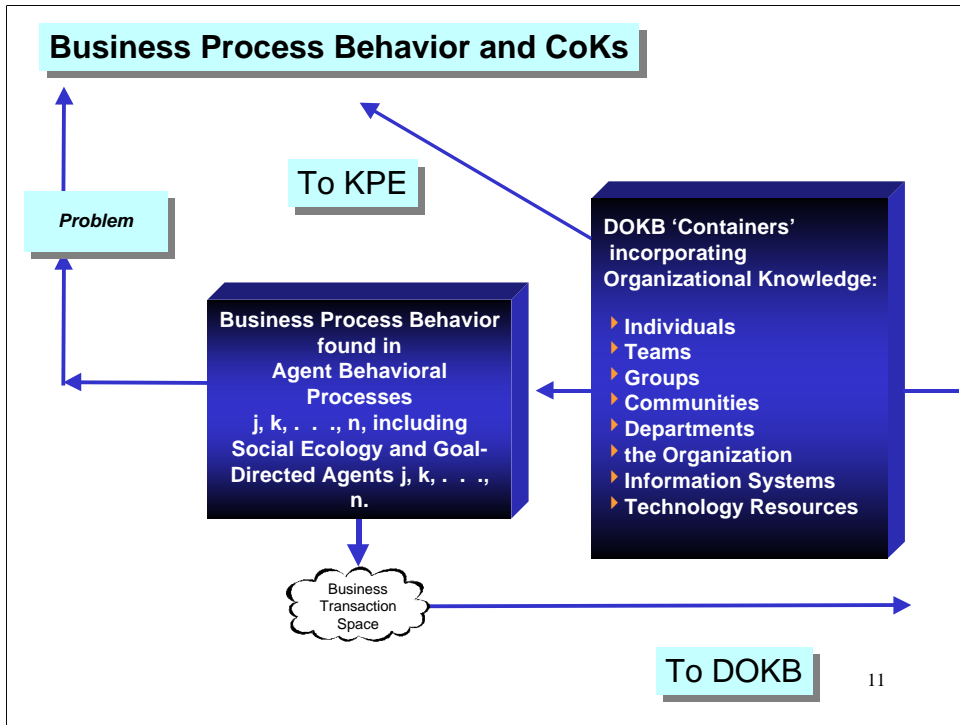 Business Process Behavior and CoKs
To KPE
Problem
DOKB ‘Containers’
incorporating
Organizational Knowledge:
Individuals
Teams
Groups
Communities
Departments
the Organization
Information Systems
Technology Resources
Business Process Behavior
found in
Agent Behavioral
Processes
j, k, . . ., n, including
Social Ecology and Goal-
Directed Agents j, k, . . .,
n.
Business
Transaction
Space
To DOKB
11